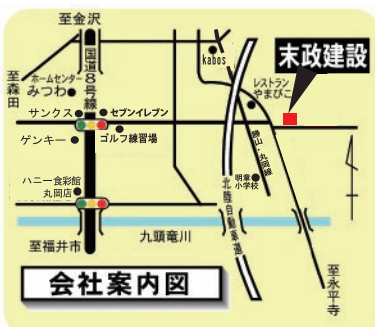 至金沢
国道8号線
至森田
ホームセンター
みつわ
サンクス
セブンイレブン
ゲンキー
ゴルフ練習場
ハニー食彩館
丸岡店
至福井市
九頭竜川
kabos
レストラン
やまびこ
末政建設
勝山・丸岡線
明章
小学校
北陸自動車道
至永平寺
会社案内図